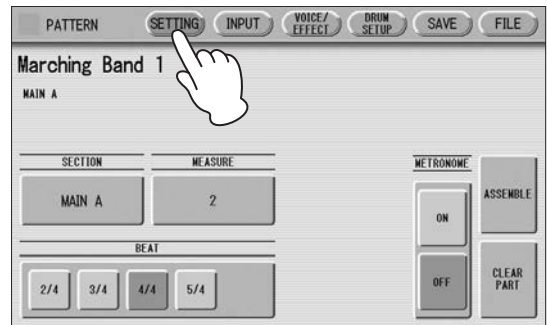 PATTERN SETTING INPUT VOICE/ EFFECT DRUM SETUP SAVE FILE
Marching Band 1
MAIN A
SECTION MEASURE METRONOME
MAIN A 2 ON ASSEMBLE
BEAT
2/4 3/4 4/4 5/4 OFF CLEAR PART